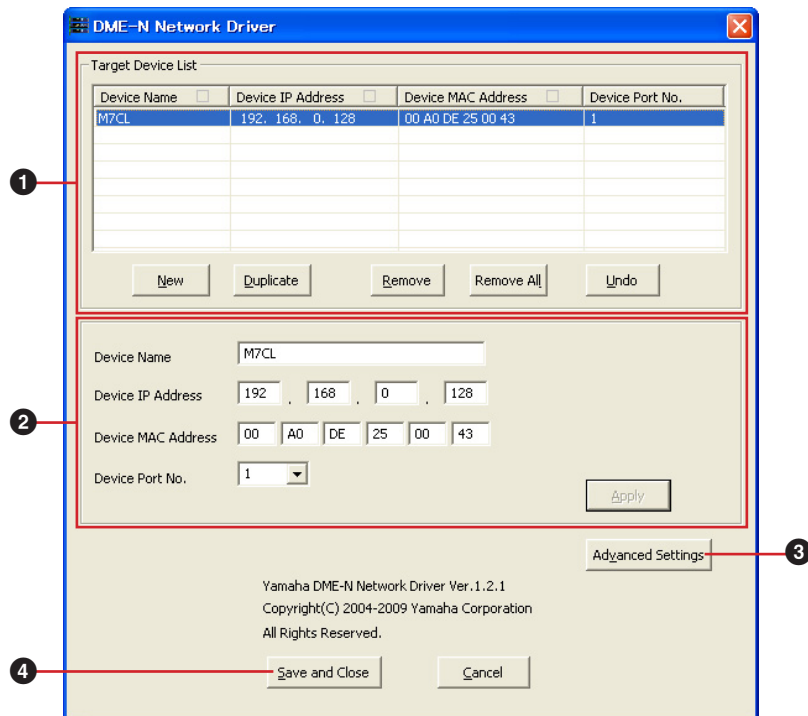 DME-N Network Driver
Target Device List
Device Name Device IP Address Device MAC Address Device Port No.
M7CL 192. 168. 0. 128 00 A0 DE 25 00 43 1
1
New Duplicate Remove Remove All Undo
Device Name M7CL
Device IP Address 192 . 168 . 0 . 128
2
Device MAC Address 00 A0 DE 25 00 43
Device Port No. 1
Apply
Advanced Settings 3
Yamaha DME-N Network Driver Ver.1.2.1
Copyright(C) 2004-2009 Yamaha Corporation
All Rights Reserved.
4 Save and Close Cancel